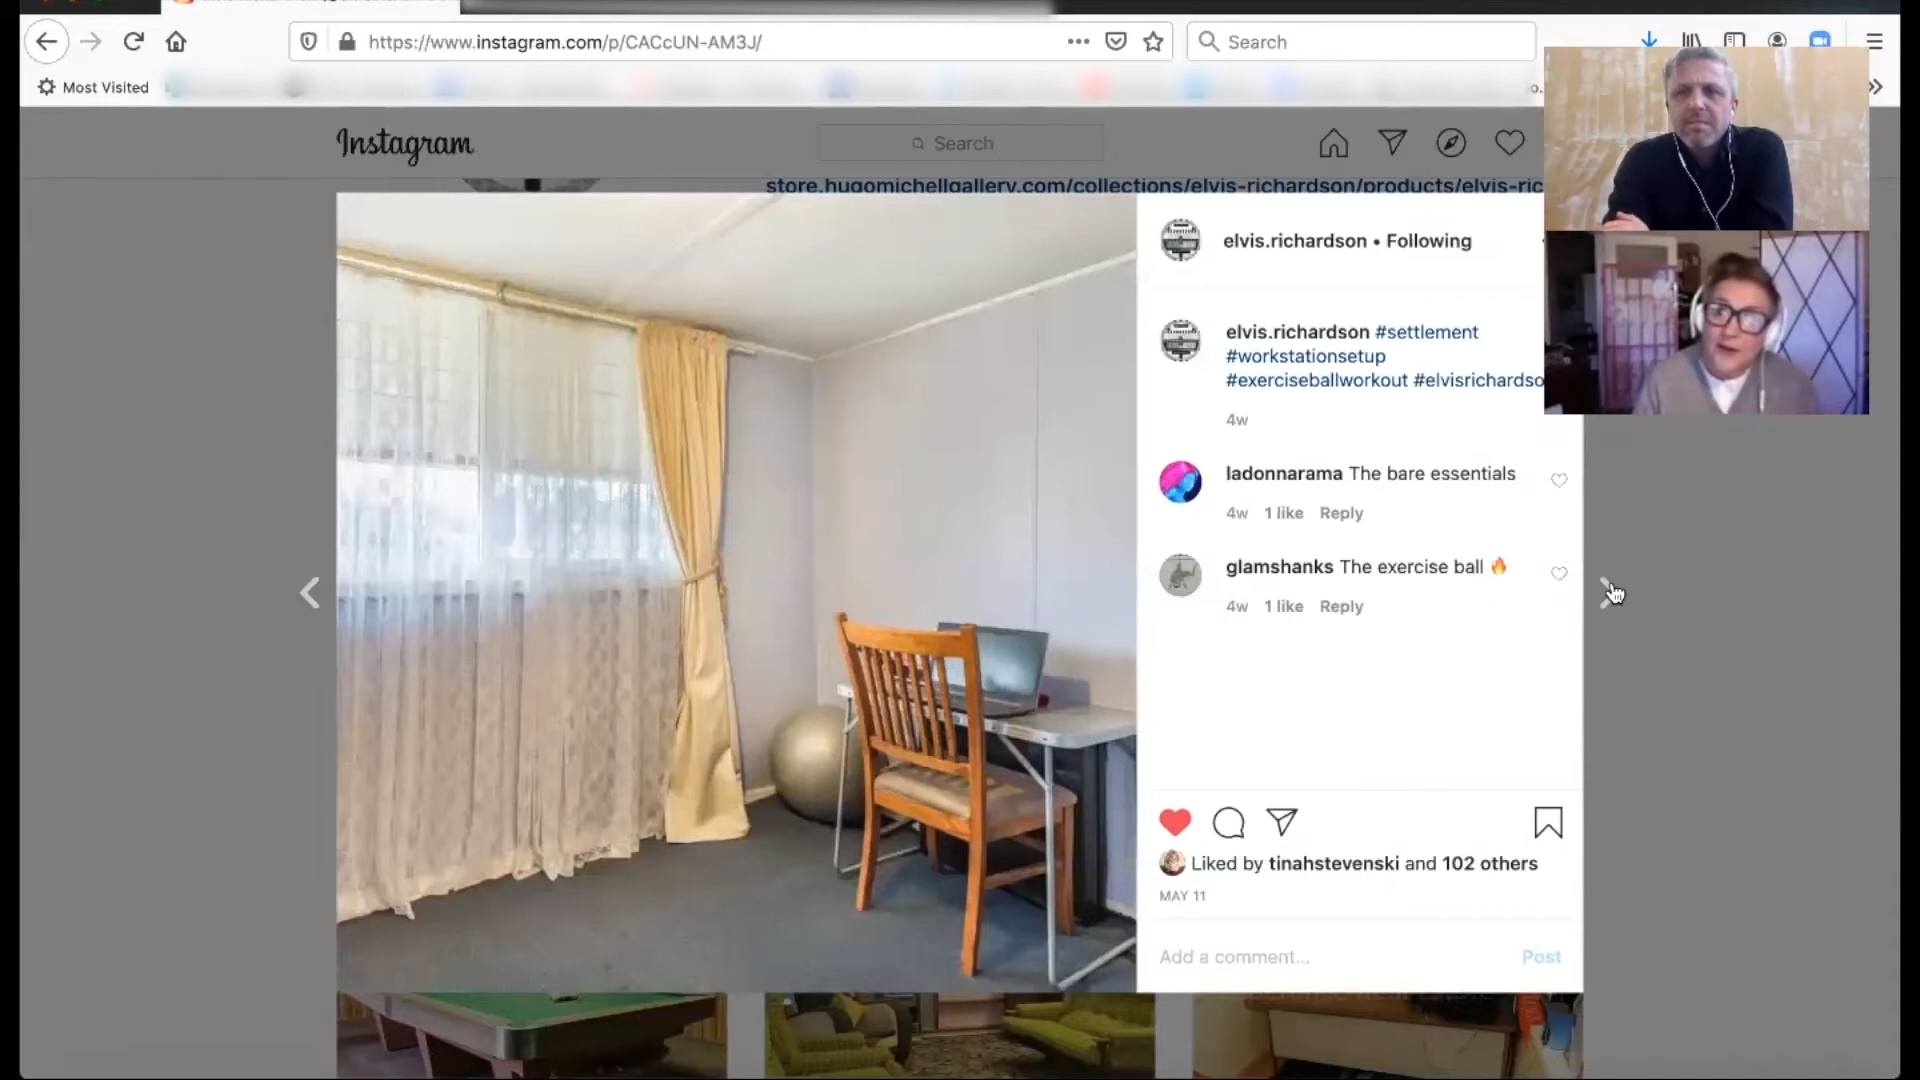 https://www.instagram.com/p/CACcUN-AM3J/
Search
Most Visited
Instagram
Search
store.hugomichellgallery.com/collections/elvis-richardson/products/elvis-ric
elvis.richardson • Following
elvis.richardson #settlement
#workstationsetup
#exerciseballworkout #elvisrichardso
4w
ladonnarama The bare essentials
4w 1 like Reply
glamshanks The exercise ball 🔥
4w 1 like Reply
Liked by tinahstevenski and 102 others
MAY 11
Add a comment...
Post